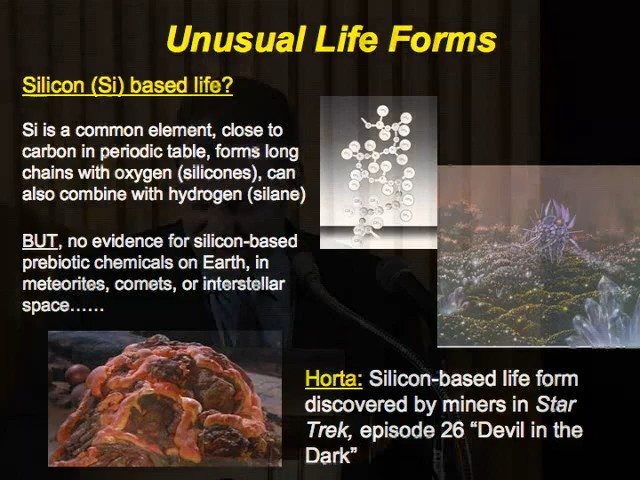 Unusual Life Forms
Silicon (Si) based life?
Si is a common element, close to
carbon in periodic table, forms long
chains with oxygen (silicones), can
also combine with hydrogen (silane)
BUT, no evidence for silicon-based
prebiotic chemicals on Earth, in
meteorites, comets, or interstellar
space……
Horta: Silicon-based life form
discovered by miners in Star
Trek, episode 26 “Devil in the
Dark”